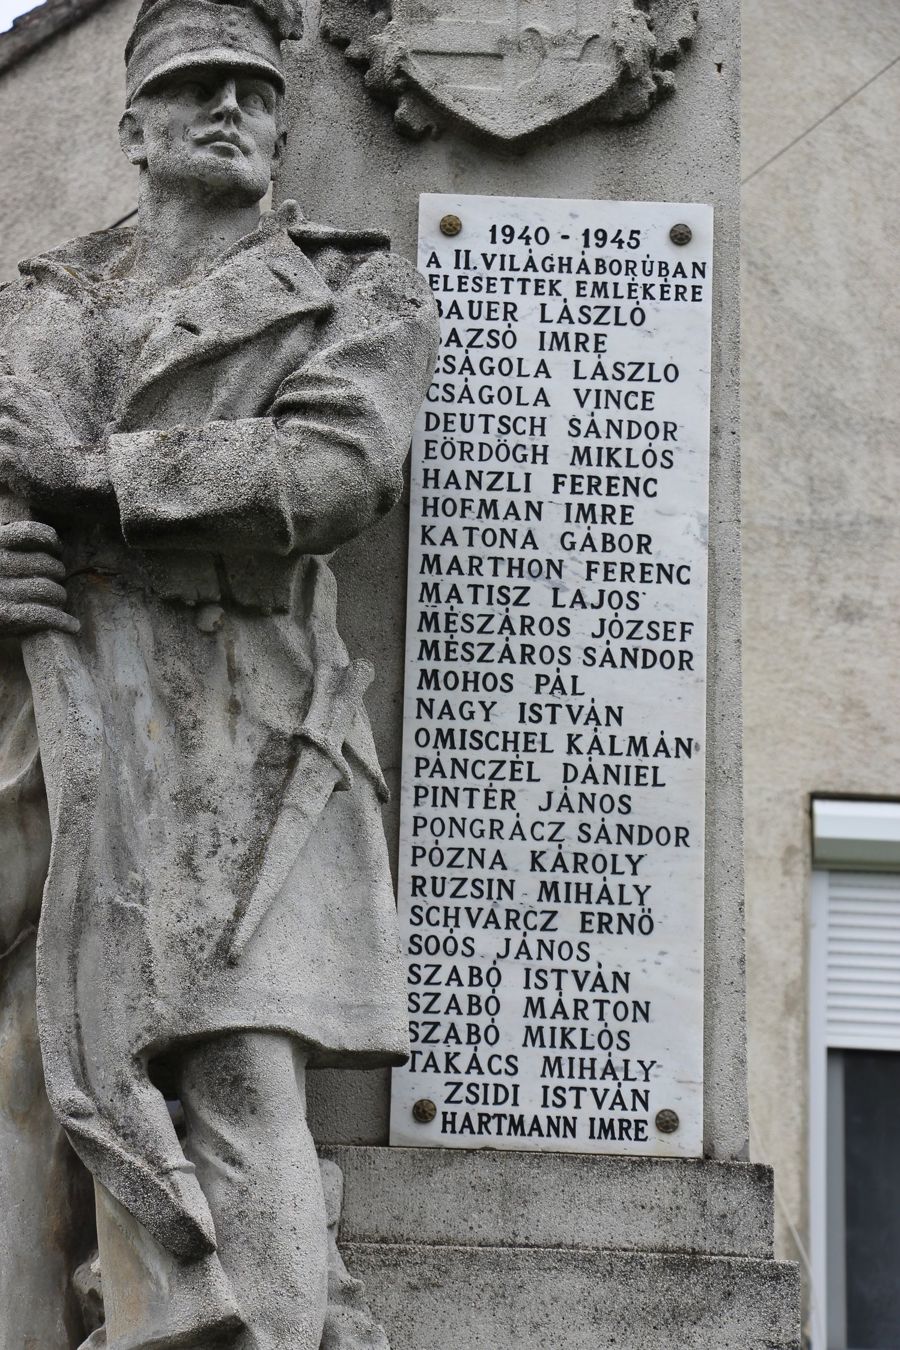 1940-1945
A II. VILÁGHÁBORÚBAN
ELESETTEK EMLÉKÉRE
BAUER LÁSZLÓ
BAZSÓ IMRE
CSÁGOLA LÁSZLÓ
CSÁGOLA VINCE
DEUTSCH SÁNDOR
EÖRDÖGH MIKLÓS
HANZLI FERENC
HOFMAN IMRE
KATONA GÁBOR
MARTHON FERENC
MATISZ LAJOS
MÉSZÁROS JÓZSEF
MÉSZÁROS SÁNDOR
MOHOS PÁL
NAGY ISTVÁN
OMISCHEL KÁLMÁN
PÁNCZÉL DÁNIEL
PINTÉR JÁNOS
PONGRÁCZ SÁNDOR
PÓZNA KÁROLY
RUZSIN MIHÁLY
SCHVARCZ ERNŐ
SOÓS JÁNOS
SZABÓ ISTVÁN
SZABÓ MÁRTON
SZABÓ MIKLÓS
TAKÁCS MIHÁLY
ZSIDI ISTVÁN
HARTMANN IMRE